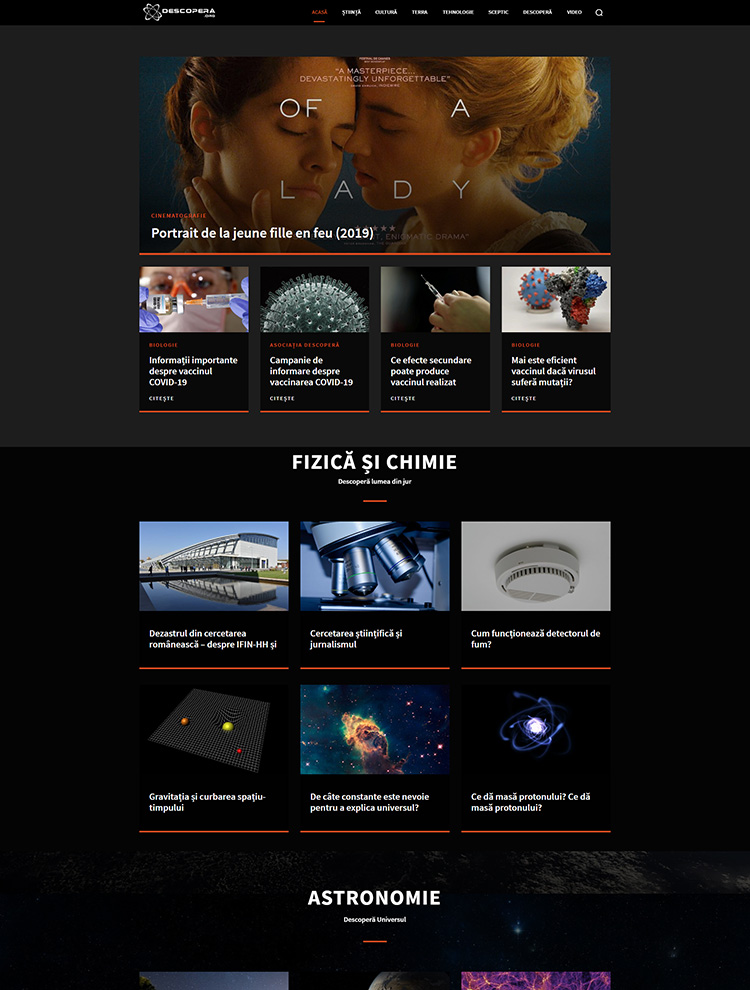 DESCOPERĂ
.ORG
ACASĂ ȘTIINȚĂ CULTURĂ TERRA TEHNOLOGIE SCEPTIC DESCOPERĂ VIDEO
FESTIVAL DE CANNES
"A MASTERPIECE...
DEVASTATINGLY UNFORGETTABLE"
OF A
LADY
CINEMATOGRAFIE
Portrait de la jeune fille en feu (2019)
ENIGMATIC DRAMA"
BIOLOGIE
Informații importante
despre vaccinul
COVID-19
CITEȘTE
ASOCIAȚIA DESCOPERĂ
Campanie de
informare despre
vaccinarea COVID-19
CITEȘTE
BIOLOGIE
Ce efecte secundare
poate produce
vaccinul realizat
CITEȘTE
BIOLOGIE
Mai este eficient
vaccinul dacă virusul
suferă mutații?
CITEȘTE
FIZICĂ ȘI CHIMIE
Descoperă lumea din jur
Dezastrul din cercetarea
românească – despre IFIN-HH și
Cercetarea științifică și
jurnalismul
Cum funcționează detectorul de
fum?
Gravitația și curbarea spațiu-
timpului
De câte constante este nevoie
pentru a explica universul?
Ce dă masă protonului? Ce dă
masă protonului?
ASTRONOMIE
Descoperă Universul